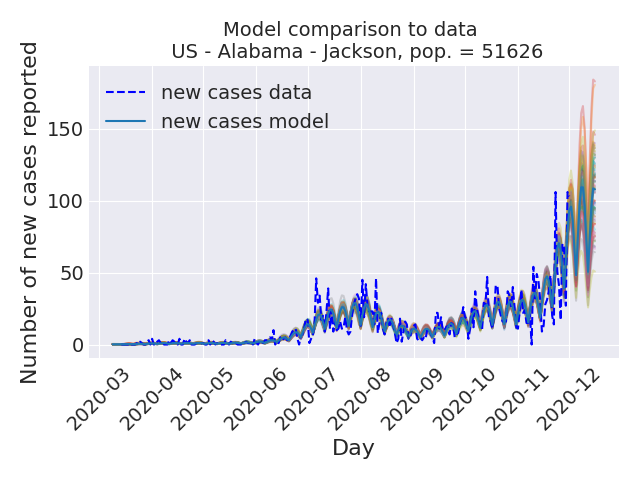 Model comparison to data
US - Alabama - Jackson, pop. = 51626
new cases data
new cases model
Number of new cases reported
150
100
50
0
2020-03
2020-04
2020-05
2020-06
2020-07
2020-08
2020-09
2020-10
2020-11
2020-12
Day